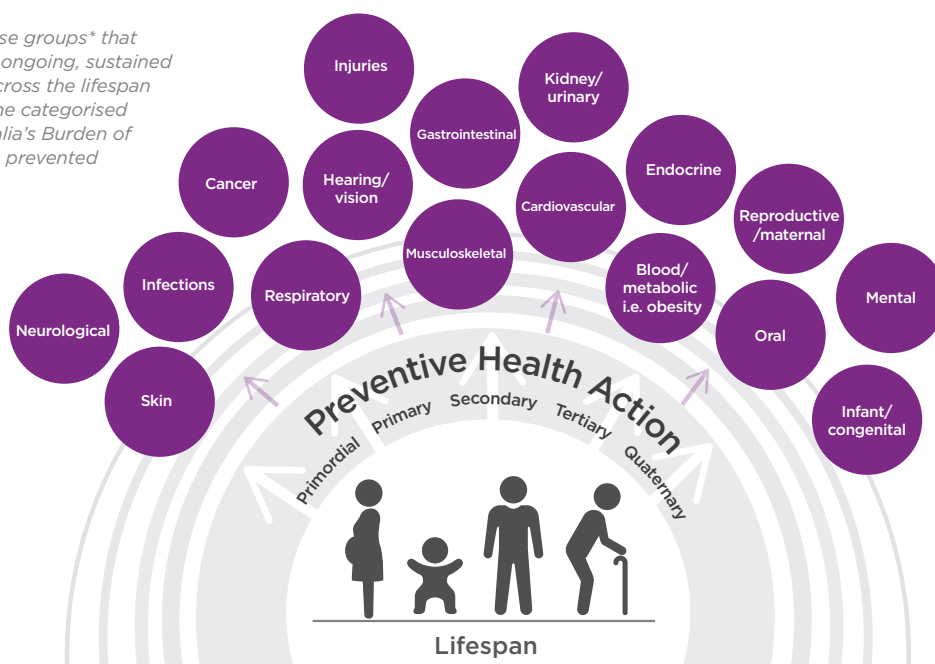 se groups* that
ongoing, sustained
cross the lifespan
ne categorised
alia's Burden of
prevented
Injuries
Kidney/
urinary
Gastrointestinal
Endocrine
Cancer
Hearing/
vision
Cardiovascular
Reproductive
/maternal
Musculoskeletal
Infections
Respiratory
Blood/
metabolic
i.e. obesity
Mental
Neurological
Oral
Skin
Infant/
congenital
Preventive Health Action
Primordial
Primary
Secondary
Tertiary
Quaternary
Lifespan